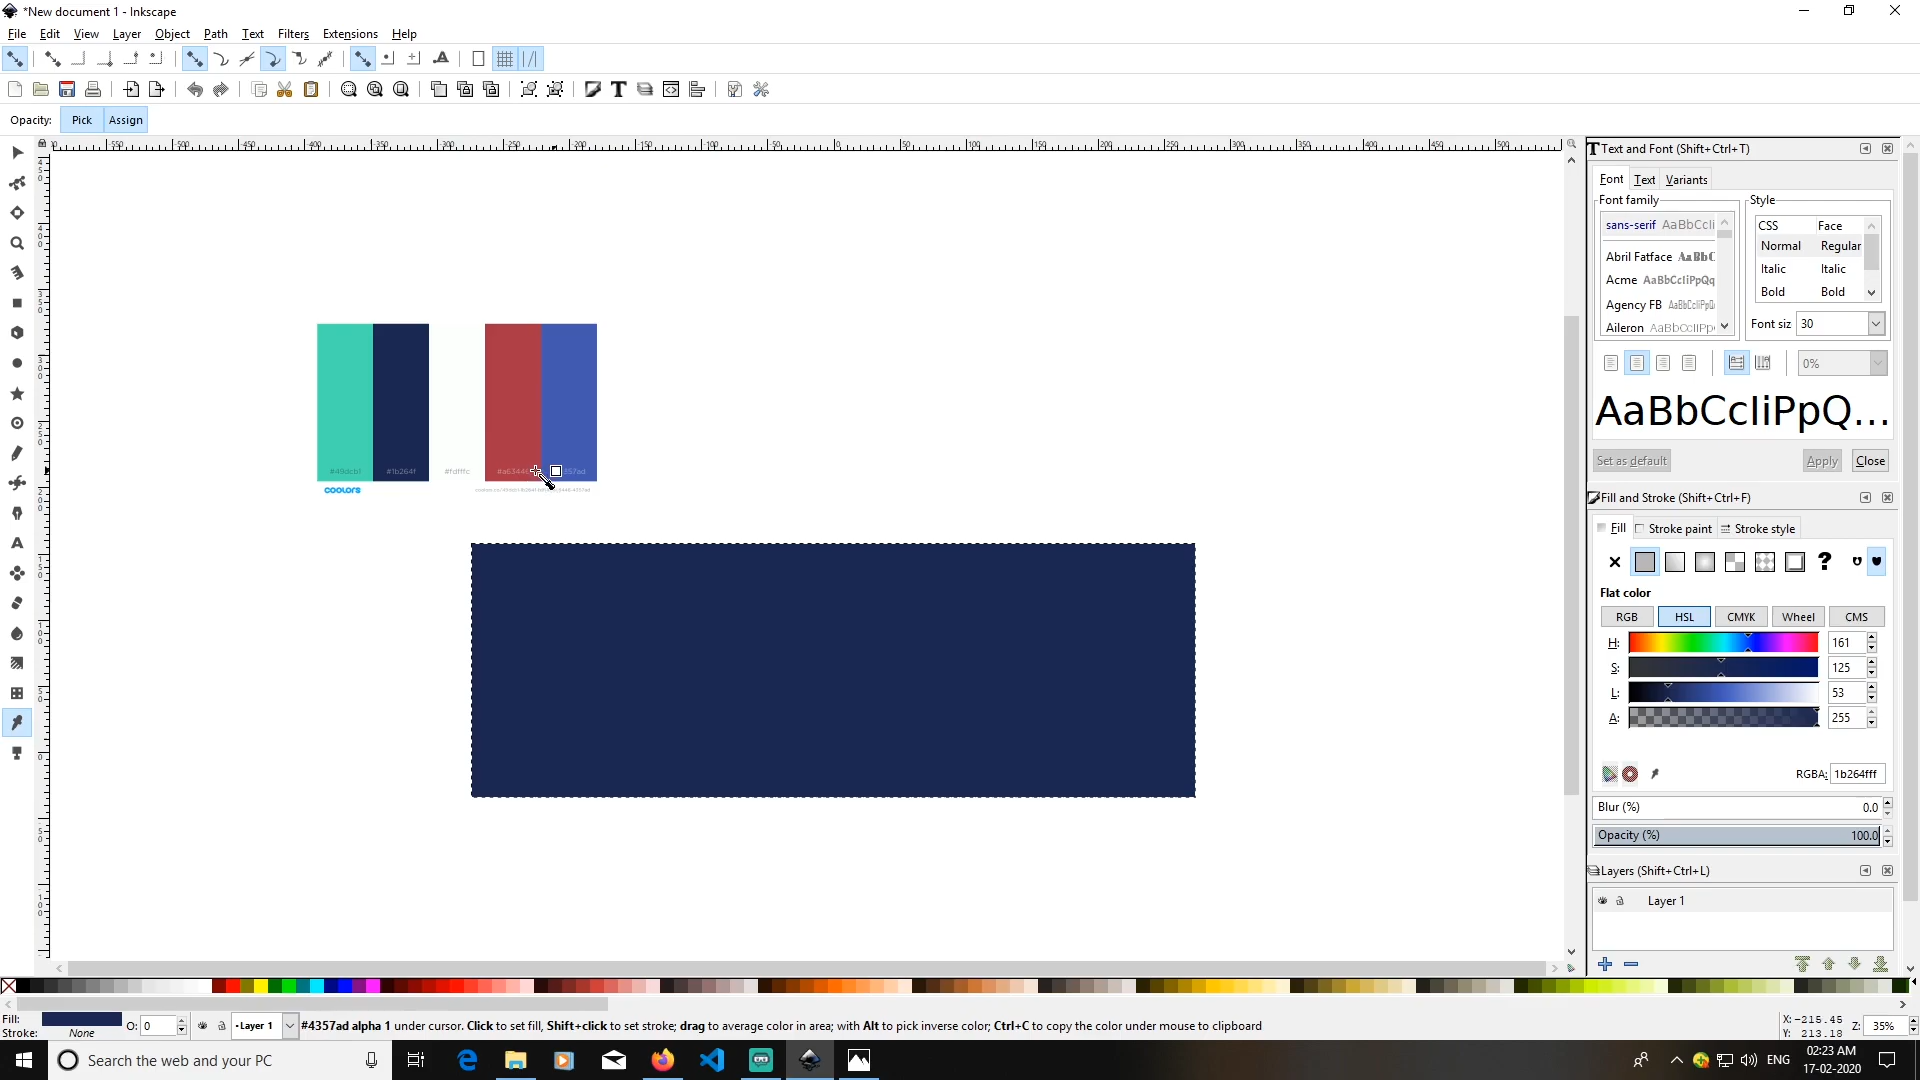 *New document 1 - Inkscape
File Edit View Layer Object Path Text Filters Extensions Help
Opacity: Pick Assign
Text and Font (Shift+Ctrl+T)
Font Text Variants
Font family
Style
sans-serif AaBbCcIi
CSS Face
Normal Regular
Abril Fatface AaBbC
Acme AaBbCcIiPpQq
Italic Italic
Agency FB AaBbCcIiPpQ
Bold Bold
Aileron AaBbCcIiPp
Font siz 30
0%
AaBbCcIiPpQ...
Set as default Apply Close
#49dcb1 #1b264f #fdfffc #a63446 357ad
coolors
Fill and Stroke (Shift+Ctrl+F)
Fill Stroke paint Stroke style
Flat color
RGB HSL CMYK Wheel CMS
H: 161
S: 125
L: 53
A: 255
RGBA: 1b264fff
Blur (%) 0.0
Opacity (%) 100.0
Layers (Shift+Ctrl+L)
Layer 1
Fill:
Stroke: None
O: 0
Layer 1
#4357ad alpha 1 under cursor. Click to set fill, Shift+click to set stroke; drag to average color in area; with Alt to pick inverse color; Ctrl+C to copy the color under mouse to clipboard
X: -215.45
Y: 213.18
Z: 35%
Search the web and your PC
ENG
02:23 AM
17-02-2020